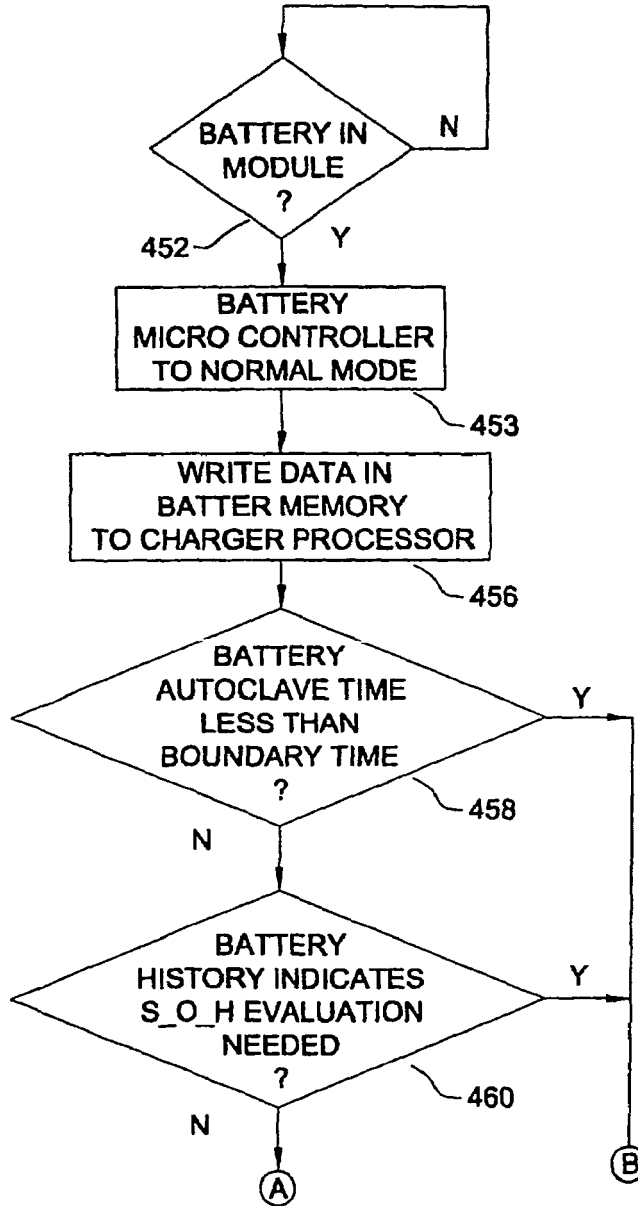 BATTERY IN
MODULE
?
N
452
Y
BATTERY
MICRO CONTROLLER
TO NORMAL MODE
453
WRITE DATA IN
BATTER MEMORY
TO CHARGER PROCESSOR
456
BATTERY
AUTOCLAVE TIME
LESS THAN
BOUNDARY TIME
?
Y
458
N
BATTERY
HISTORY INDICATES
S_O_H EVALUATION
NEEDED
?
Y
460
N
A
B